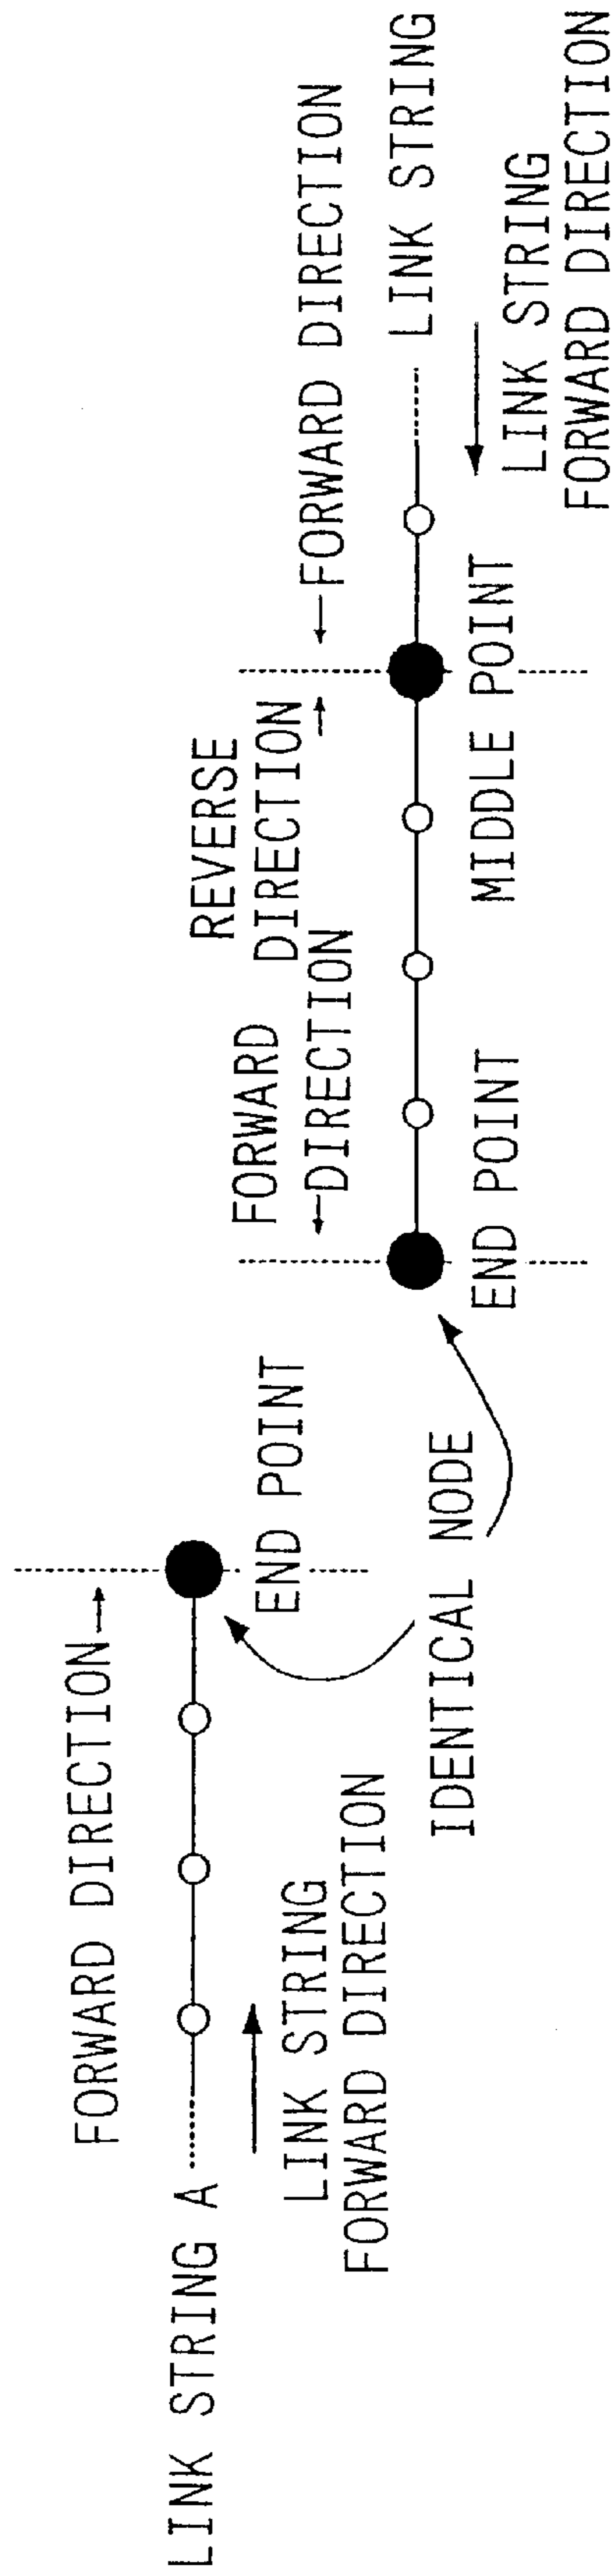 FORWARD DIRECTION
LINK STRING A
END POINT
LINK STRING
FORWARD DIRECTION
IDENTICAL NODE
REVERSE
DIRECTION
FORWARD
DIRECTION
FORWARD DIRECTION
LINK STRING
END POINT
MIDDLE POINT
LINK STRING
FORWARD DIRECTION